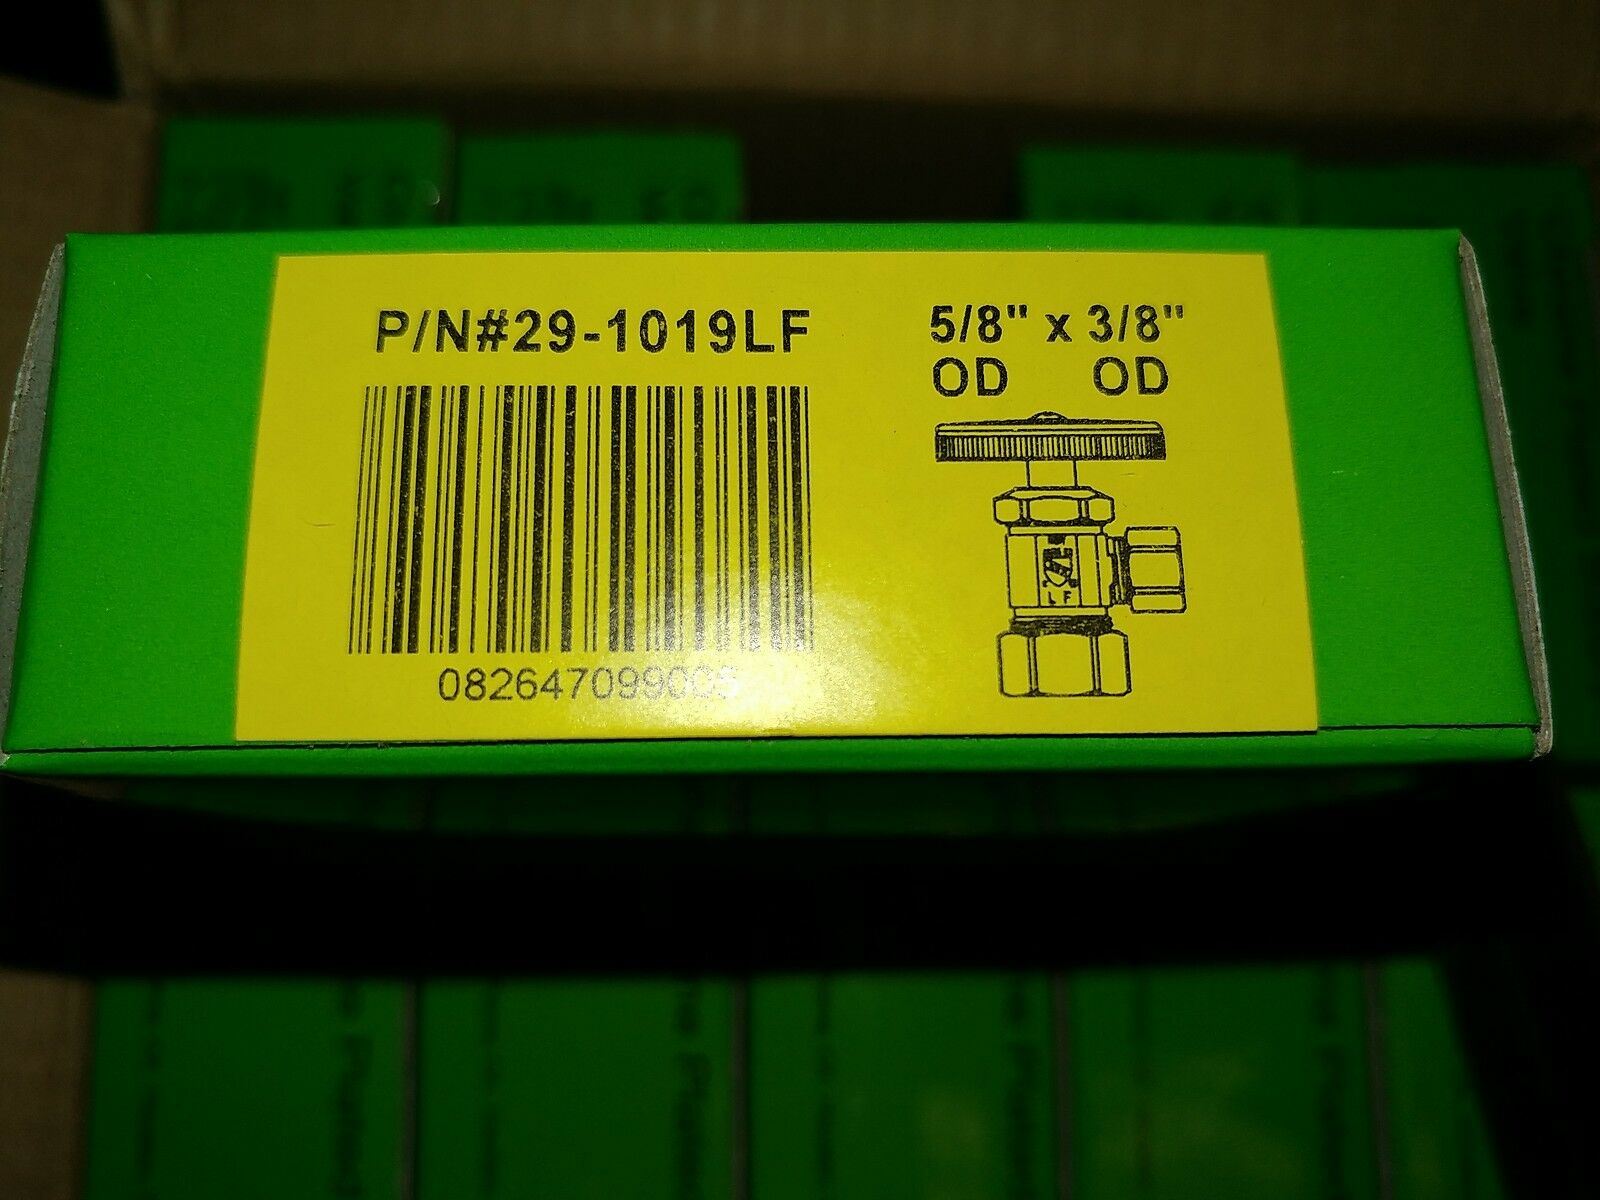 P/N#29-1019LF
5/8" x 3/8"
OD OD
L F
082647099005